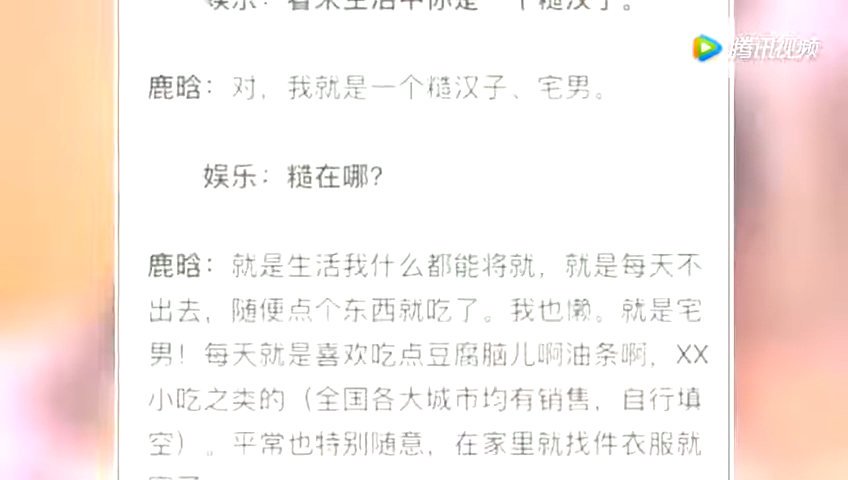 娱乐：看来生活中你是一个糙汉子。
腾讯视频
鹿晗：对，我就是一个糙汉子、宅男。
娱乐：糙在哪？
鹿晗：就是生活我什么都能将就，就是每天不
出去，随便点个东西就吃了。我也懒。就是宅
男！每天就是喜欢吃点豆腐脑儿啊油条啊，XX
小吃之类的（全国各大城市均有销售，自行填
空）。平常也特别随意，在家里就找件衣服就